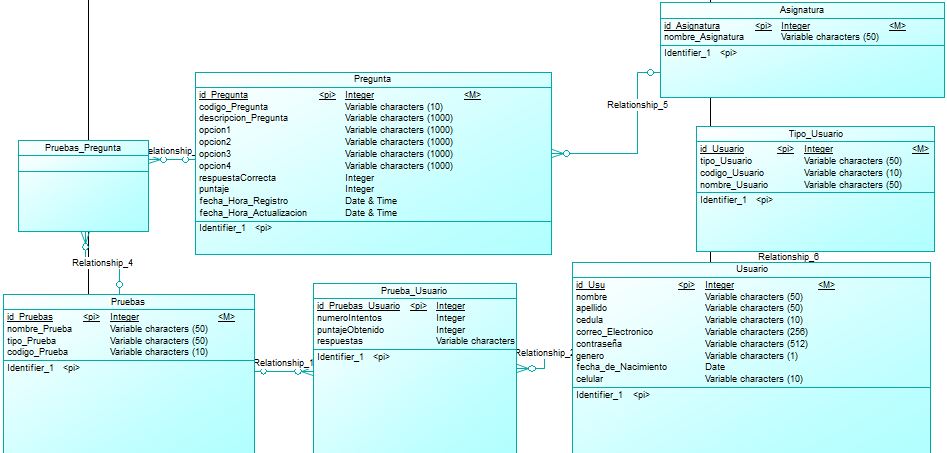 Asignatura
id_Asignatura <pi> Integer <M>
nombre_Asignatura Variable characters (50)
Identifier_1 <pi>
Pregunta
id_Pregunta <pi> Integer <M>
codigo_Pregunta Variable characters (10)
descripcion_Pregunta Variable characters (1000)
opcion1 Variable characters (1000)
opcion2 Variable characters (1000)
opcion3 Variable characters (1000)
opcion4 Variable characters (1000)
respuestaCorrecta Integer
puntaje Integer
fecha_Hora_Registro Date & Time
fecha_Hora_Actualizacion Date & Time
Identifier_1 <pi>
Relationship_5
Pruebas_Pregunta
elationship_
Tipo_Usuario
id_Usuario <pi> Integer <M>
tipo_Usuario Variable characters (50)
codigo_Usuario Variable characters (10)
nombre_Usuario Variable characters (50)
Identifier_1 <pi>
Relationship_4
Relationship_6
Pruebas
id_Pruebas <pi> Integer <M>
nombre_Prueba Variable characters (50)
tipo_Prueba Variable characters (50)
codigo_Prueba Variable characters (10)
Identifier_1 <pi>
Relationship_1
Prueba_Usuario
id_Pruebas_Usuario <pi> Integer
numeroIntentos Integer
puntajeObtenido Integer
respuestas Variable characters
Identifier_1 <pi>
Relationship_2
Usuario
id_Usu <pi> Integer <M>
nombre Variable characters (50)
apellido Variable characters (50)
cedula Variable characters (10)
correo_Electronico Variable characters (256)
contraseña Variable characters (512)
genero Variable characters (1)
fecha_de_Nacimiento Date
celular Variable characters (10)
Identifier_1 <pi>